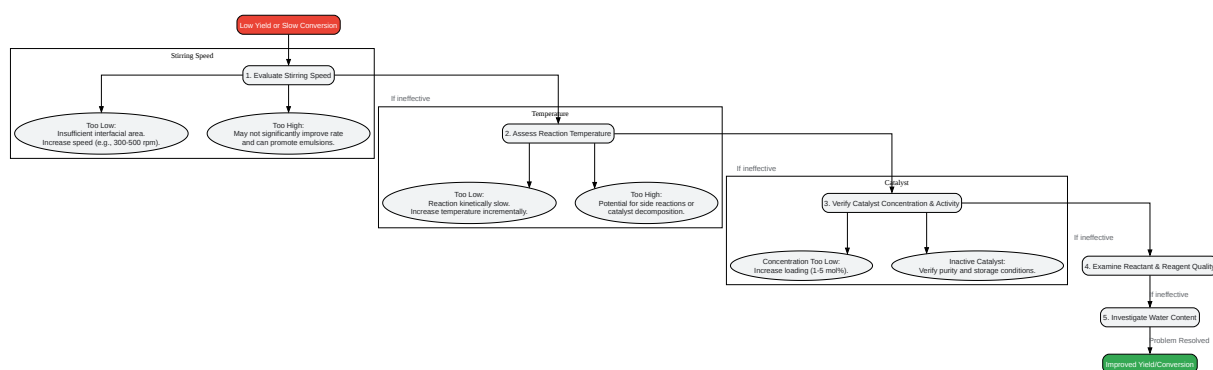 Low Yield or Slow Conversion
Stirring Speed
1. Evaluate Stirring Speed
Too Low:
Insufficient interfacial area.
Increase speed (e.g., 300-500 rpm).
Too High:
May not significantly improve rate
and can promote emulsions.
If ineffective
Temperature
2. Assess Reaction Temperature
Too Low:
Reaction kinetically slow.
Increase temperature incrementally.
Too High:
Potential for side reactions or
catalyst decomposition.
If ineffective
Catalyst
3. Verify Catalyst Concentration & Activity
Concentration Too Low:
Increase loading (1-5 mol%).
Inactive Catalyst:
Verify purity and storage conditions.
If ineffective
4. Examine Reactant & Reagent Quality
If ineffective
5. Investigate Water Content
Problem Resolved
Improved Yield/Conversion